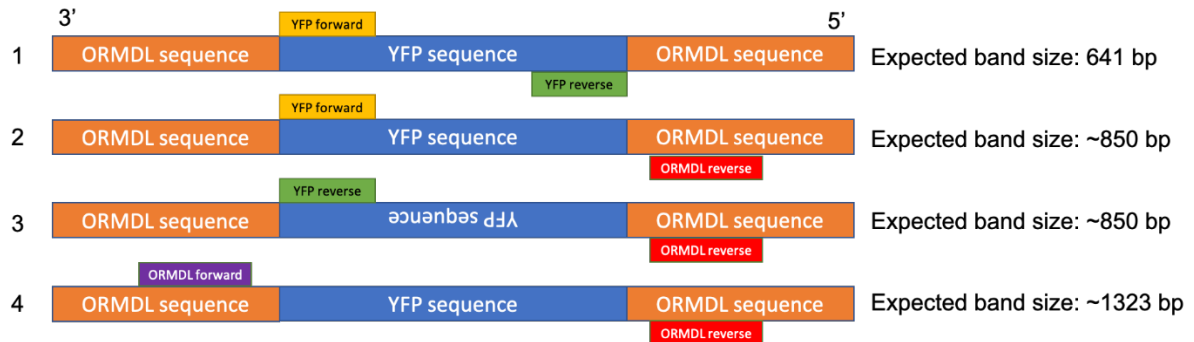 3’ 5’
YFP forward
1 ORMDL sequence YFP sequence ORMDL sequence Expected band size: 641 bp
YFP reverse
YFP forward
2 ORMDL sequence YFP sequence ORMDL sequence Expected band size: ~850 bp
ORMDL reverse
YFP reverse
3 ORMDL sequence YFP sequence ORMDL sequence Expected band size: ~850 bp
ORMDL reverse
ORMDL forward
4 ORMDL sequence YFP sequence ORMDL sequence Expected band size: ~1323 bp
ORMDL reverse